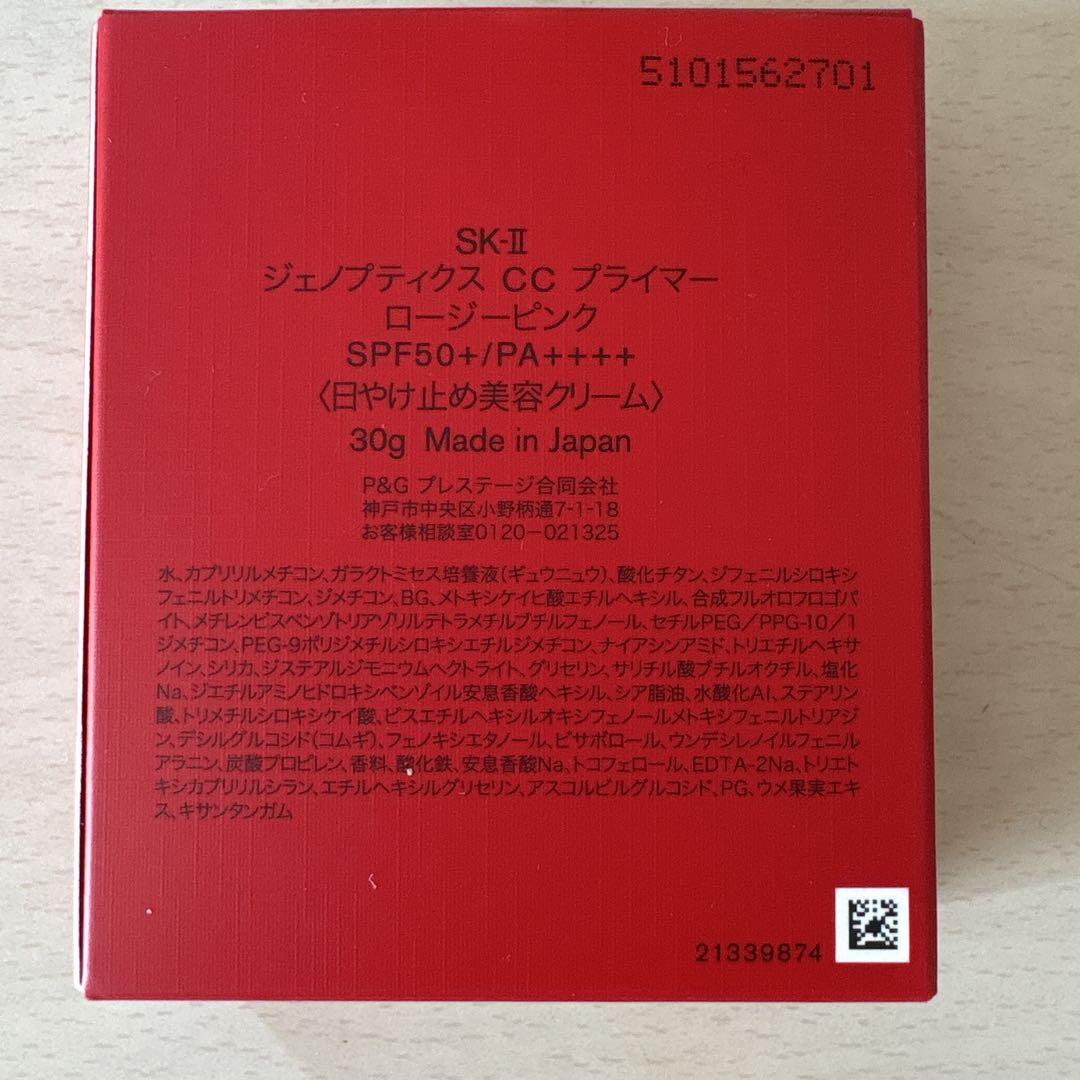 5101562701
SK-Ⅱ
ジェノプティクス CC プライマー
ロージーピンク
SPF50+/PA++++
〈日やけ止め美容クリーム〉
30g Made in Japan
P&G プレステージ合同会社
神戸市中央区小野柄通7-1-18
お客様相談室0120-021325
水、カプリリルメチコン、ガラクトミセス培養液(ギュウニュウ)、酸化チタン、ジフェニルシロキシ
フェニルトリメチコン、ジメチコン、BG、メトキシケイヒ酸エチルヘキシル、合成フルオロフロゴパ
イト、メチレンビスベンゾトリアゾリルテトラメチルブチルフェノール、セチルPEG/PPG-10/1
ジメチコン、PEG-9ポリジメチルシロキシエチルジメチコン、ナイアシンアミド、トリエチルヘキサ
ノイン、シリカ、ジステアルジモニウムヘクトライト、グリセリン、サリチル酸ブチルオクチル、塩化
Na、ジエチルアミノヒドロキシベンゾイル安息香酸ヘキシル、シア脂油、水酸化Al、ステアリン
酸、トリメチルシロキシケイ酸、ビスエチルヘキシルオキシフェノールメトキシフェニルトリアジ
ン、デシルグルコシド(コムギ)、フェノキシエタノール、ビサボロール、ウンデシレノイルフェニル
アラニン、炭酸プロピレン、香料、酸化鉄、安息香酸Na、トコフェロール、EDTA-2Na、トリエト
キシカプリリルシラン、エチルヘキシルグリセリン、アスコルビルグルコシド、PG、ウメ果実エキ
ス、キサンタンガム
21339874